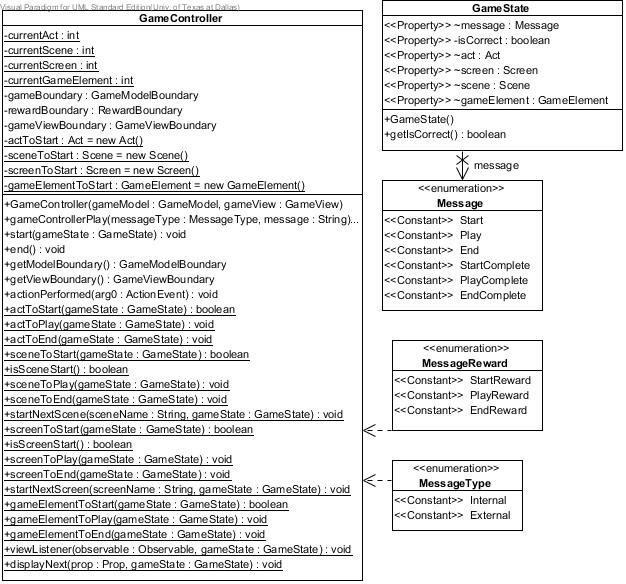 Visual Paradigm for UML Standard Edition(Univ. of Texas at Dallas)
GameController
-currentAct : int
-currentScene : int
-currentScreen : int
-currentGameElement : int
-gameBoundary : GameModelBoundary
-rewardBoundary : RewardBoundary
-gameViewBoundary : GameViewBoundary
-actToStart : Act = new Act()
-sceneToStart : Scene = new Scene()
-screenToStart : Screen = new Screen()
-gameElementToStart : GameElement = new GameElement()
+GameController(gameModel : GameModel, gameView : GameView)
+gameControllerPlay(messageType : MessageType, message : String)...
+start(gameState : GameState) : void
+end() : void
+getModelBoundary() : GameModelBoundary
+getViewBoundary() : GameViewBoundary
+actionPerformed(arg0 : ActionEvent) : void
+actToStart(gameState : GameState) : boolean
+actToPlay(gameState : GameState) : void
+actToEnd(gameState : GameState) : void
+sceneToStart(gameState : GameState) : boolean
+isSceneStart() : boolean
+sceneToPlay(gameState : GameState) : void
+sceneToEnd(gameState : GameState) : void
+startNextScene(sceneName : String, gameState : GameState) : void
+screenToStart(gameState : GameState) : boolean
+isScreenStart() : boolean
+screenToPlay(gameState : GameState) : void
+screenToEnd(gameState : GameState) : void
+startNextScreen(screenName : String, gameState : GameState) : void
+gameElementToStart(gameState : GameState) : boolean
+gameElementToPlay(gameState : GameState) : void
+gameElementToEnd(gameState : GameState) : void
+viewListener(observable : Observable, gameState : GameState) : void
+displayNext(prop : Prop, gameState : GameState) : void
GameState
<<Property>> ~message : Message
<<Property>> -isCorrect : boolean
<<Property>> ~act : Act
<<Property>> ~screen : Screen
<<Property>> ~scene : Scene
<<Property>> ~gameElement : GameElement
+GameState()
+getIsCorrect() : boolean
message
<<enumeration>>
Message
<<Constant>> Start
<<Constant>> Play
<<Constant>> End
<<Constant>> StartComplete
<<Constant>> PlayComplete
<<Constant>> EndComplete
<<enumeration>>
MessageReward
<<Constant>> StartReward
<<Constant>> PlayReward
<<Constant>> EndReward
<<enumeration>>
MessageType
<<Constant>> Internal
<<Constant>> External